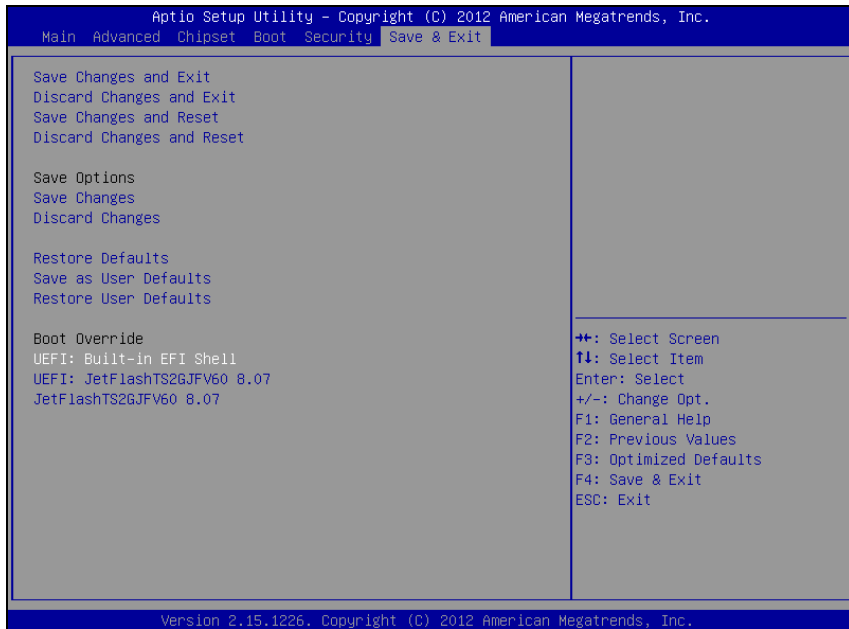 Aptio Setup Utility – Copyright (C) 2012 American Megatrends, Inc.
Main Advanced Chipset Boot Security Save & Exit
Save Changes and Exit
Discard Changes and Exit
Save Changes and Reset
Discard Changes and Reset
Save Options
Save Changes
Discard Changes
Restore Defaults
Save as User Defaults
Restore User Defaults
Boot Override
UEFI: Built-in EFI Shell
UEFI: JetFlashTS2GJFV60 8.07
JetFlashTS2GJFV60 8.07
→←: Select Screen
↑↓: Select Item
Enter: Select
+/-: Change Opt.
F1: General Help
F2: Previous Values
F3: Optimized Defaults
F4: Save & Exit
ESC: Exit
Version 2.15.1226. Copyright (C) 2012 American Megatrends, Inc.